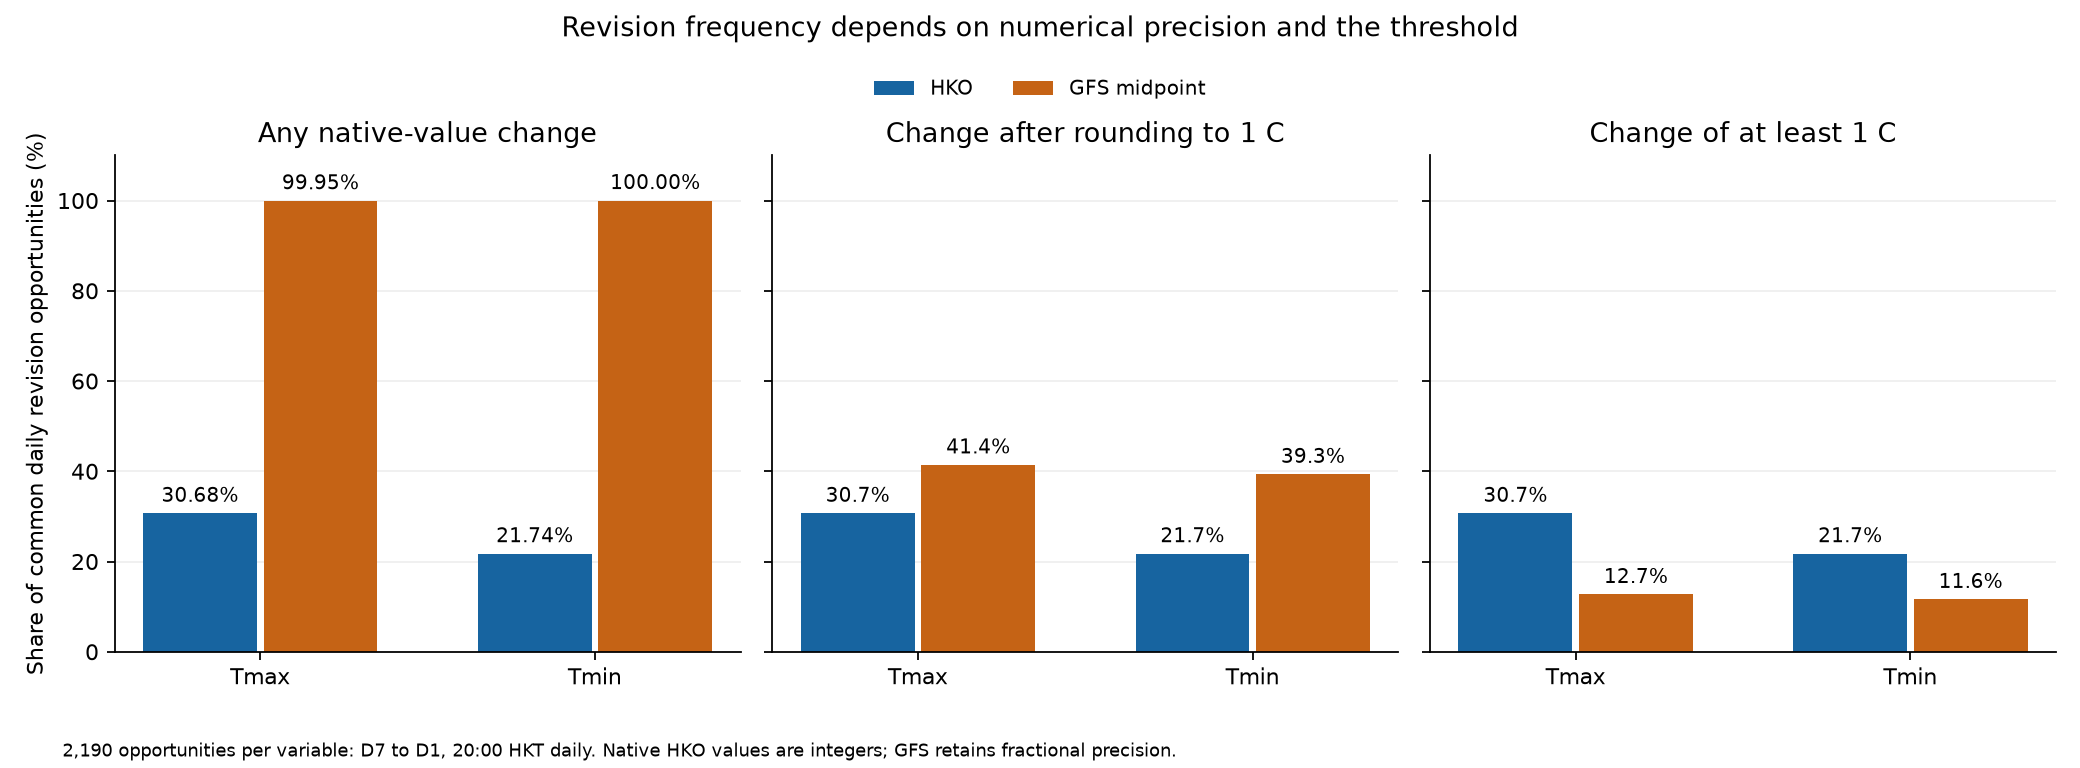 Revision frequency depends on numerical precision and the threshold
HKO
GFS midpoint
Any native-value change
Change after rounding to 1 C
Change of at least 1 C
Share of common daily revision opportunities (%)
100
80
60
40
20
0
30.68%
99.95%
21.74%
100.00%
Tmax
Tmin
30.7%
41.4%
21.7%
39.3%
Tmax
Tmin
30.7%
12.7%
21.7%
11.6%
Tmax
Tmin
2,190 opportunities per variable: D7 to D1, 20:00 HKT daily. Native HKO values are integers; GFS retains fractional precision.